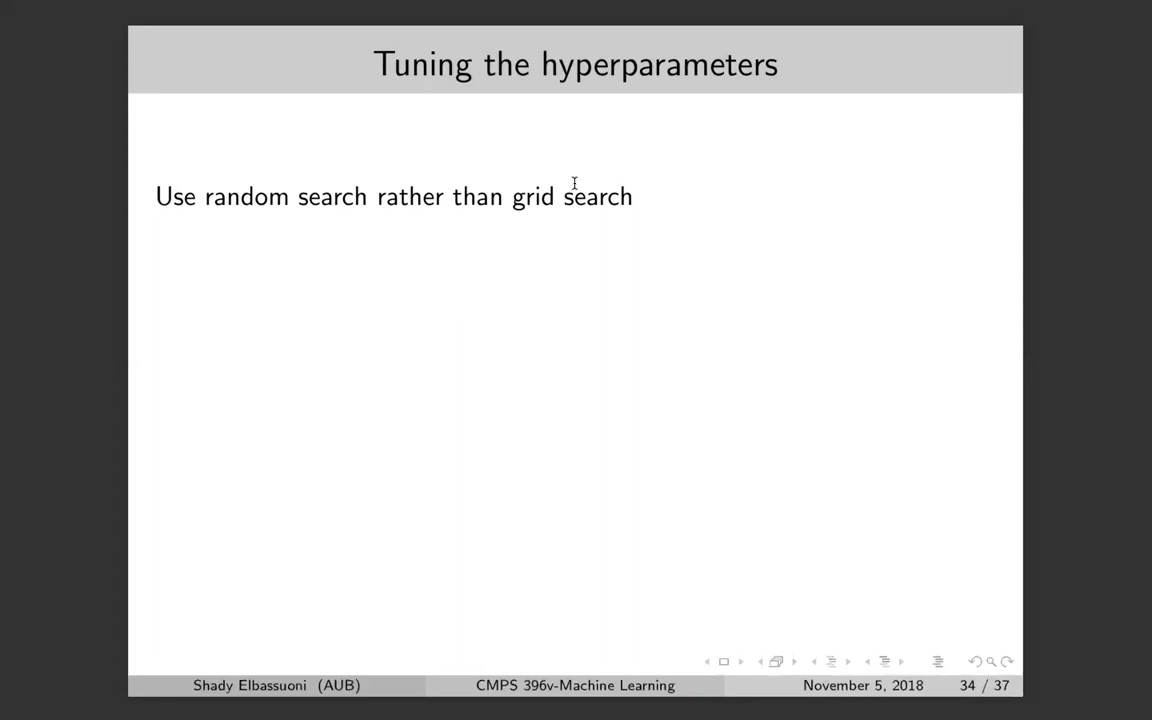 Tuning the hyperparameters
Use random search rather than grid search
Shady Elbassuoni (AUB) CMPS 396v-Machine Learning November 5, 2018 34 / 37